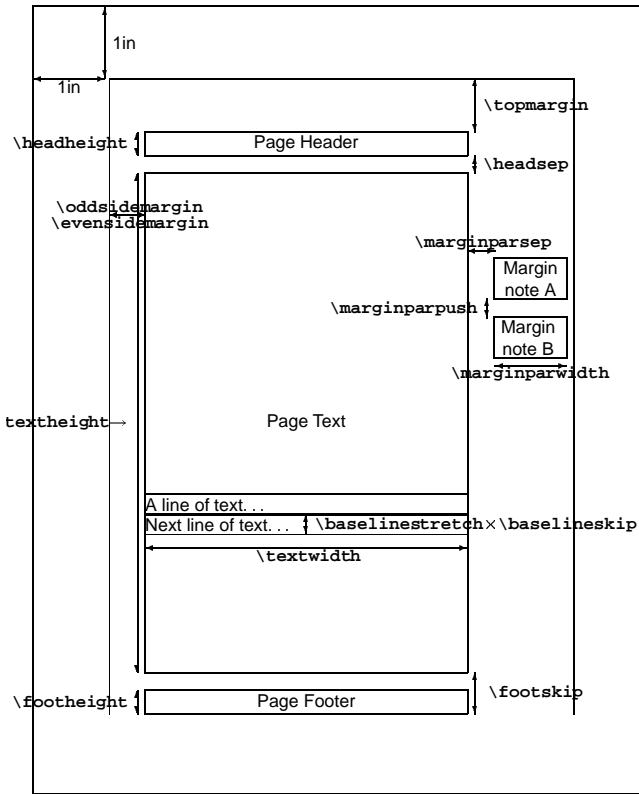 1in
1in
\topmargin
\headheight
Page Header
\headsep
\oddsidemargin
\evensidemargin
\marginparsep
Margin
note A
\marginparpush
Margin
note B
\marginparwidth
textheight→
Page Text
A line of text. . .
Next line of text. . .
\baselinestretch×\baselineskip
\textwidth
\footskip
\footheight
Page Footer